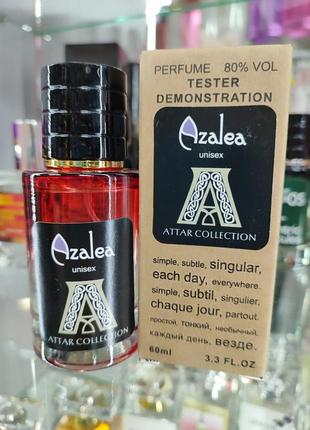 PERFUME 80% VOL
TESTER
DEMONSTRATION
Azalea
unisex
A
ATTAR COLLECTION
simple, subtle, singular,
each day, everywhere.
simple, subtil, singulier,
chaque jour, partout.
простой, тонкий, необычный,
каждый день, везде.
60ml 3.3 FL.OZ
Azalea
unisex
A
ATTAR COLLECTION